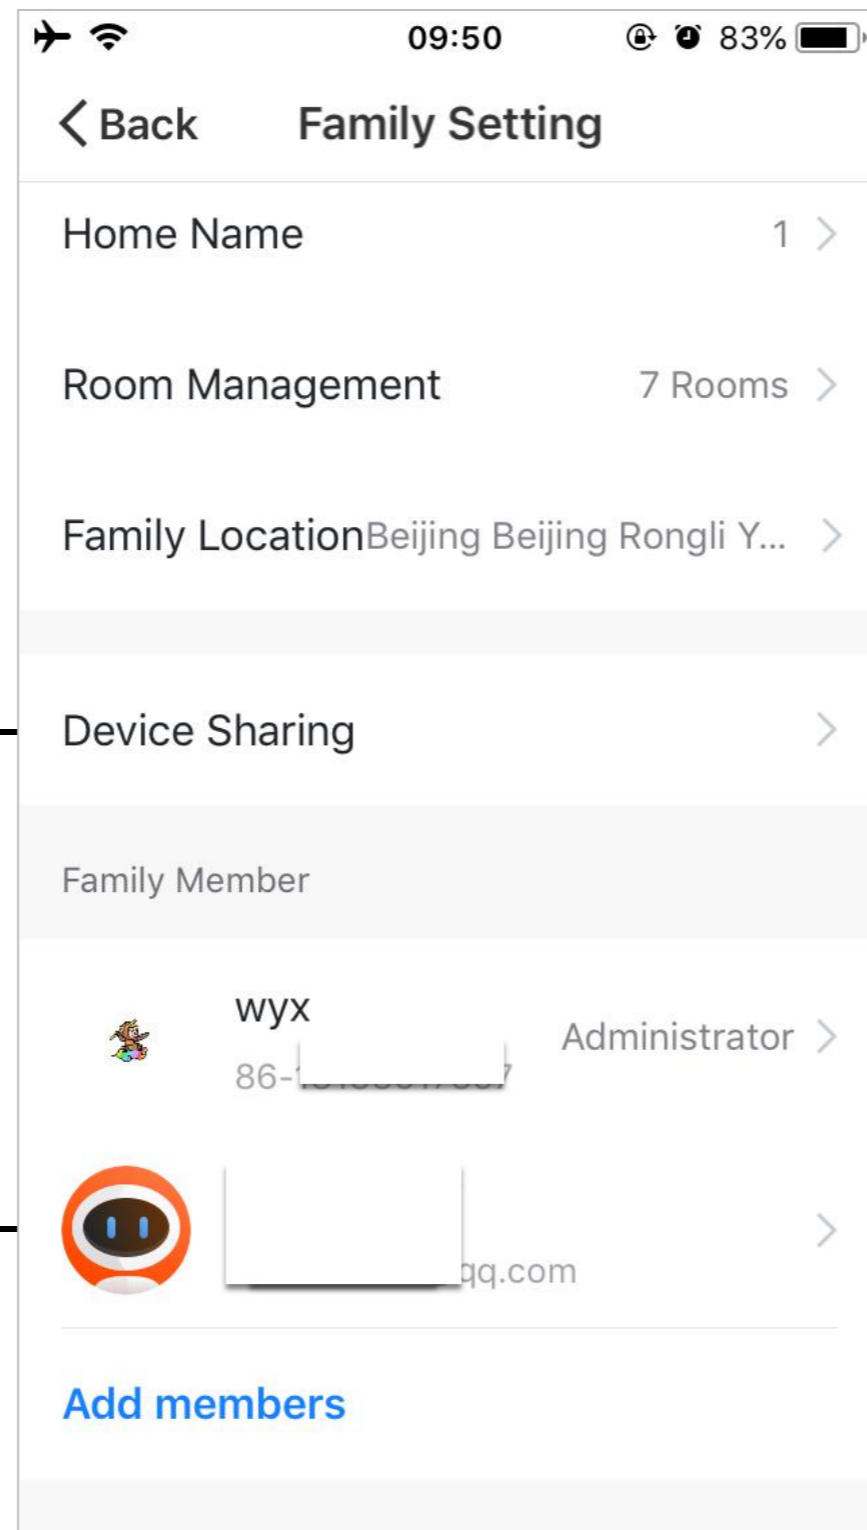 09:50 83%
Back Family Setting
Home Name 1
Room Management 7 Rooms
Family Location Beijing Beijing Rongli Y...
Device Sharing
Family Member
wyx
Administrator
86-
qq.com
Add members